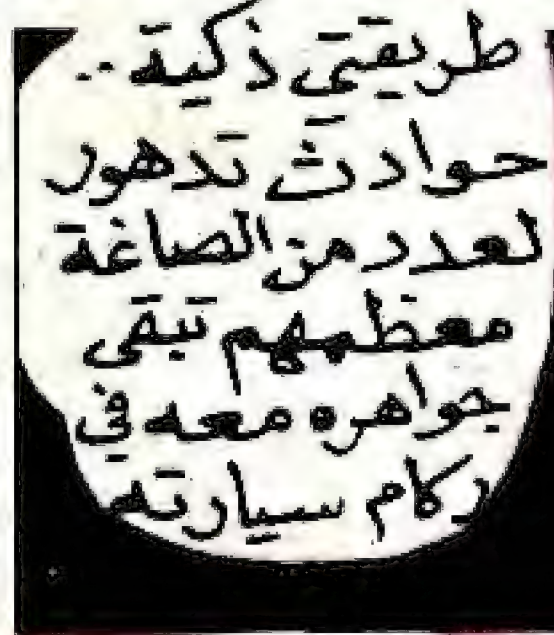 طريقتي ذكية ..
حوادث تدهور
لعدد من الصاغة
معظمهم تبقى
جواهره معه في
ركام سيارته